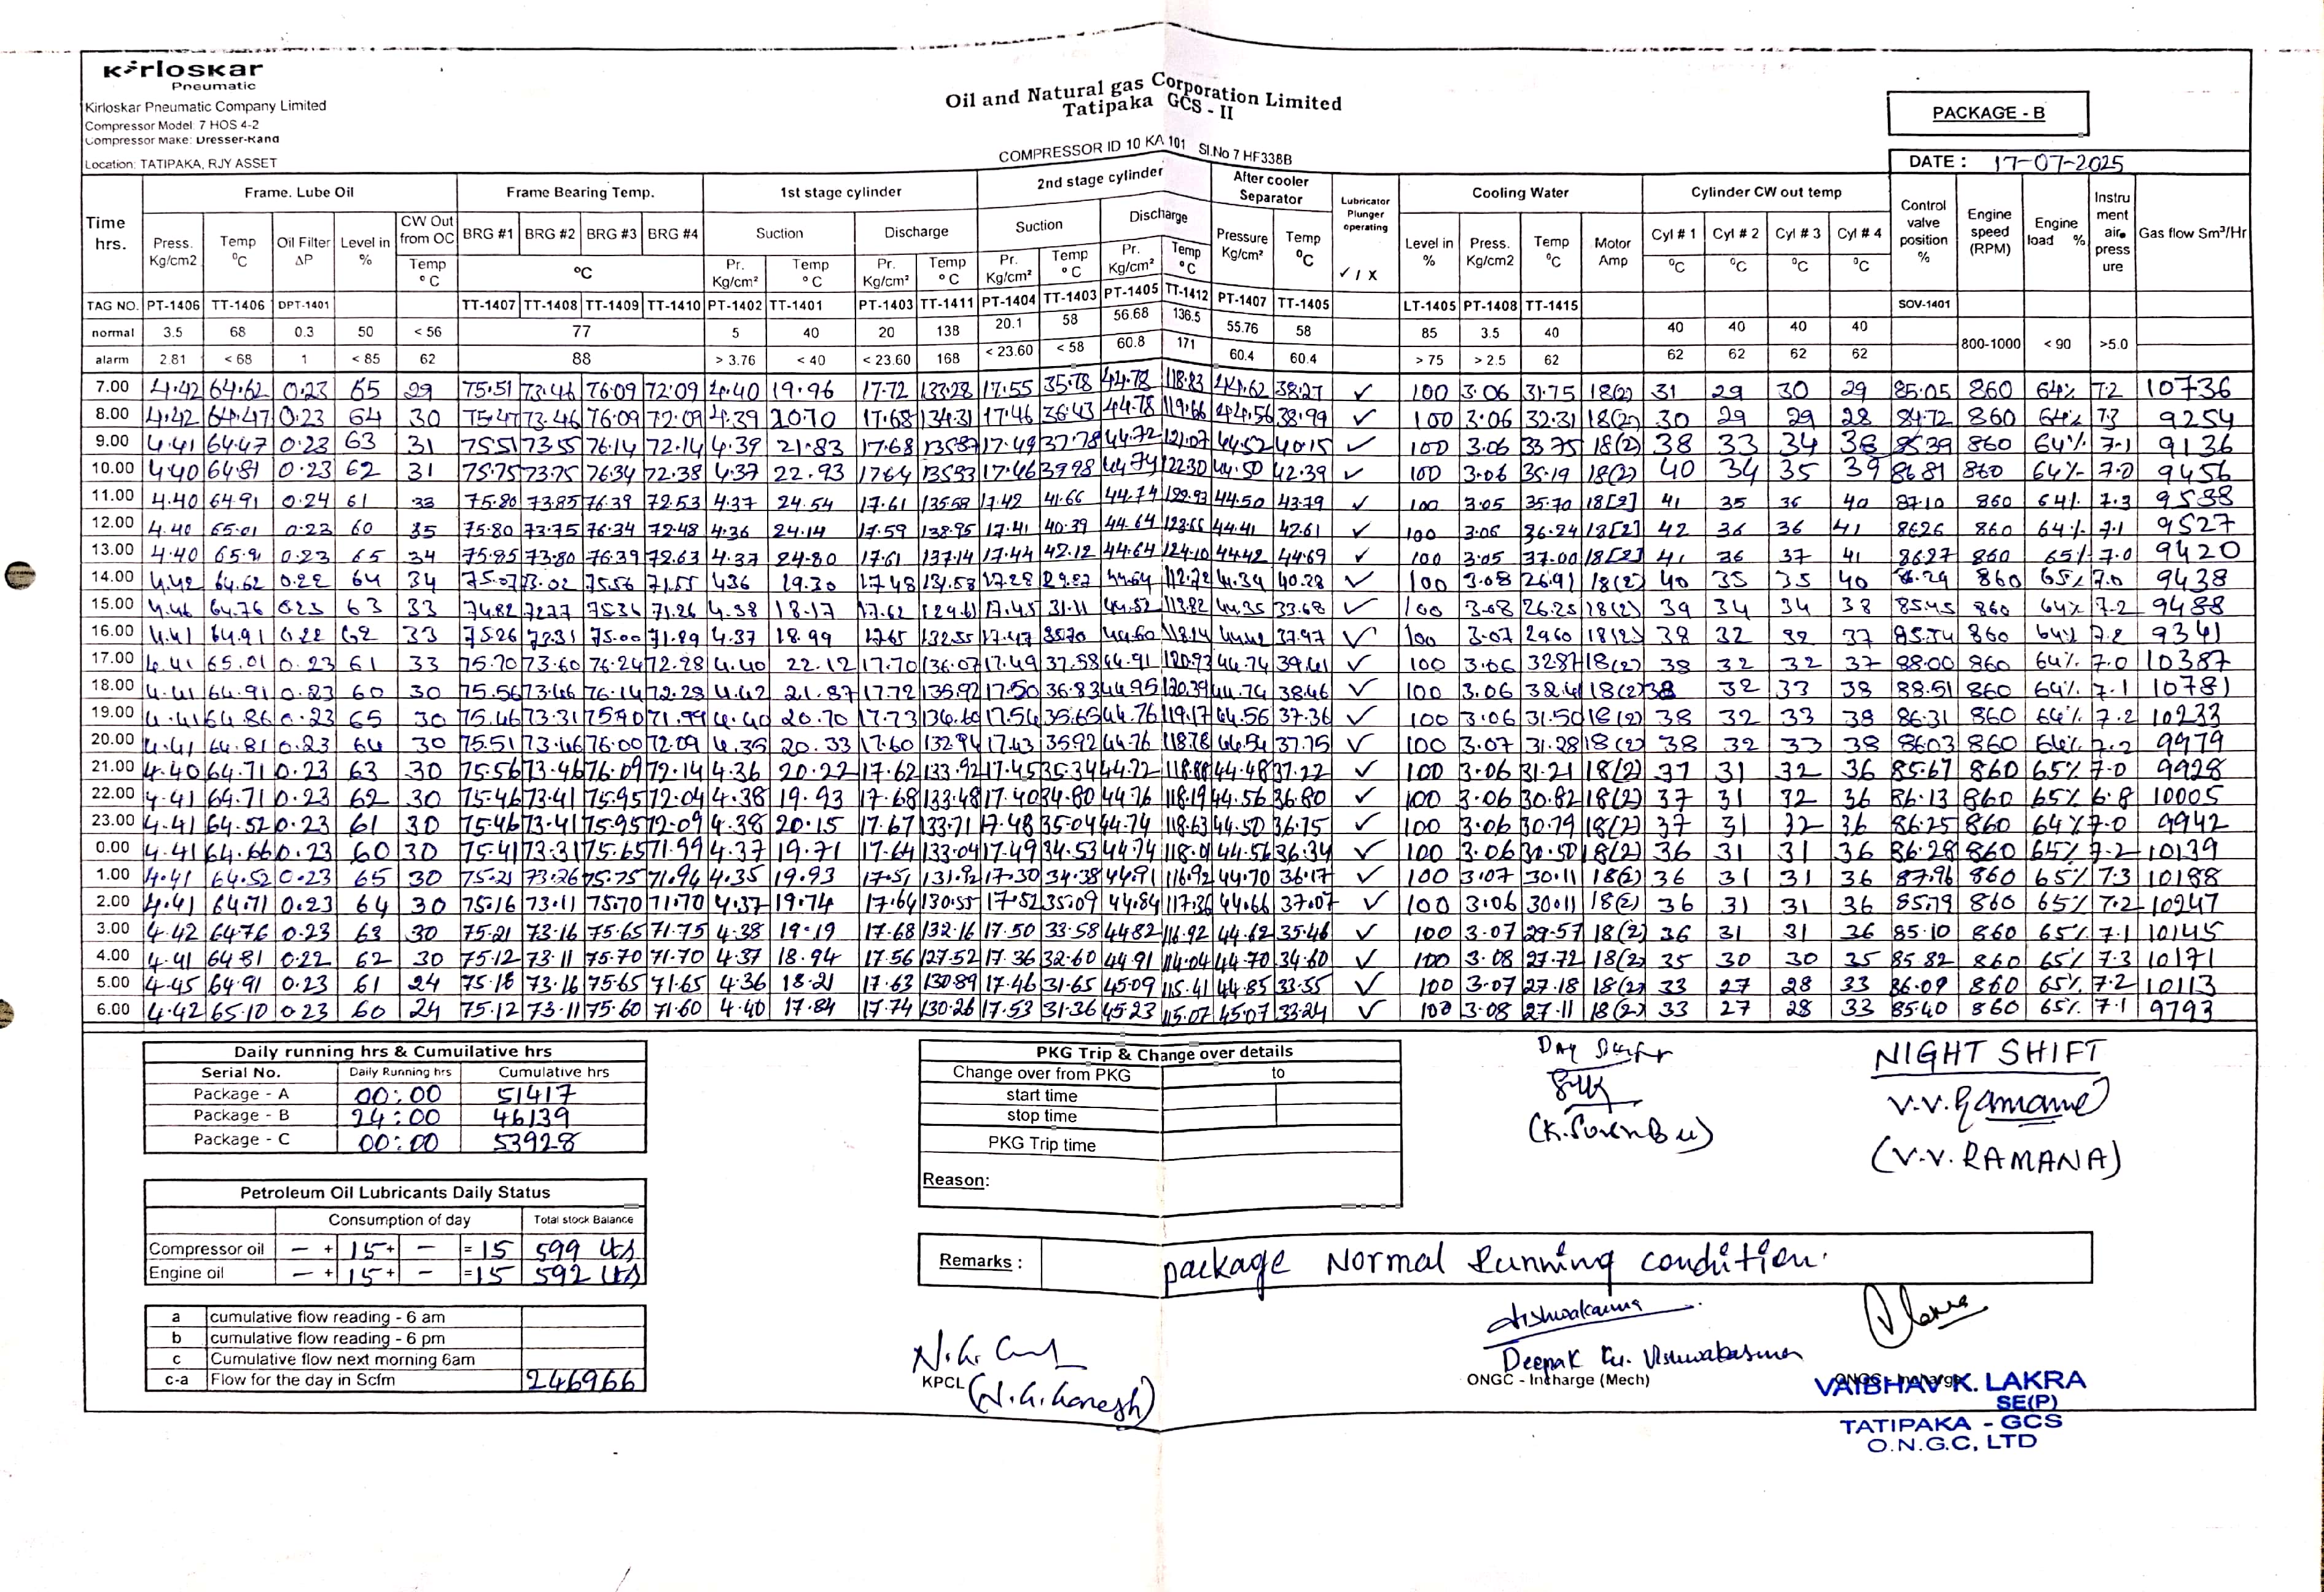 Kirloskar
Pneumatic
Kirloskar Pneumatic Company Limited
Compressor Model 7 HOS 4-2
Compressor Make: Dresser-Rand
Location: TATIPAKA, RJY ASSET
Oil and Natural gas Corporation Limited
Tatipaka GCS - II
COMPRESSOR ID 10 KA 101 Sl.No 7 HF338B
PACKAGE - B
DATE : 17-07-2025
Time hrs. Frame. Lube Oil Frame Bearing Temp. 1st stage cylinder 2nd stage cylinder After cooler Separator Lubricator Plunger operating Cooling Water Cylinder CW out temp Control valve position % Engine speed (RPM) Engine load % Instru ment air press ure Gas flow Sm³/Hr
Press. Kg/cm2 Temp °C Oil Filter ΔP Level in % CW Out from OC Temp °C BRG #1 BRG #2 BRG #3 BRG #4 °C Suction Discharge Suction Discharge Pressure Kg/cm² Temp °C ✓ / X Level in % Press. Kg/cm2 Temp °C Motor Amp Cyl # 1 Cyl # 2 Cyl # 3 Cyl # 4
Pr. Kg/cm² Temp °C Pr. Kg/cm² Temp °C Pr. Kg/cm² Temp °C Pr. Kg/cm² Temp °C °C °C °C °C
TAG NO. PT-1406 TT-1406 DPT-1401 TT-1407 TT-1408 TT-1409 TT-1410 PT-1402 TT-1401 PT-1403 TT-1411 PT-1404 TT-1403 PT-1405 TT-1412 PT-1407 TT-1405 LT-1405 PT-1408 TT-1415 SOV-1401
normal 3.5 68 0.3 50 < 56 77 5 40 20 138 20.1 58 56.68 136.5 55.76 58 85 3.5 40 40 40 40 40
alarm 2.81 < 68 1 < 85 62 88 > 3.76 < 40 < 23.60 168 < 23.60 < 58 60.8 171 60.4 60.4 > 75 > 2.5 62 62 62 62 62 800-1000 < 90 >5.0
7.00 4.42 64.62 0.23 65 29 75.51 73.46 76.09 72.09 4.40 19.96 17.72 133.28 17.55 35.78 44.78 118.83 44.62 38.27 ✓ 100 3.06 31.75 18(2) 31 29 30 29 85.05 860 64% 7.2 10736
8.00 4.42 64.47 0.23 64 30 75.47 73.46 76.09 72.09 4.39 20.70 17.68 134.31 17.46 36.43 44.78 119.66 44.56 38.99 ✓ 100 3.06 32.31 18(2) 30 29 29 28 84.72 860 64% 7.3 9254
9.00 4.41 64.47 0.23 63 31 75.51 73.55 76.14 72.14 4.39 21.83 17.68 135.87 17.49 37.78 44.72 121.07 44.52 40.15 ✓ 100 3.06 33.75 18(2) 38 33 34 38 85.39 860 64% 7.1 9136
10.00 4.40 64.81 0.23 62 31 75.75 73.75 76.34 72.38 4.37 22.93 17.64 135.93 17.46 39.28 44.74 122.30 44.50 42.39 ✓ 100 3.06 35.19 18(2) 40 34 35 39 86.81 860 64% 7.0 9456
11.00 4.40 64.91 0.24 61 33 75.80 73.85 76.39 72.53 4.37 24.54 17.61 135.58 17.42 41.66 44.74 122.93 44.50 43.79 ✓ 100 3.05 35.70 18[2] 41 35 36 40 87.10 860 64% 7.3 9588
12.00 4.40 65.01 0.23 60 35 75.80 73.75 76.34 72.48 4.36 24.14 17.59 138.95 17.41 40.39 44.64 44.41 42.61 ✓ 100 3.06 36.24 18[2] 42 36 36 41 86.26 860 64% 7.1 9527
13.00 4.40 65.91 0.23 65 34 75.85 73.80 76.39 72.63 4.37 24.80 17.61 137.14 17.44 42.12 44.64 124.10 44.42 44.69 ✓ 100 3.05 37.00 18[2] 41 36 37 41 86.27 860 65% 7.0 9420
14.00 4.42 64.62 0.22 64 34 75.07 73.02 75.56 71.55 4.36 19.30 17.48 131.58 17.28 29.87 44.64 112.72 44.34 40.28 ✓ 100 3.08 26.91 18(2) 40 35 35 40 860 65% 7.0 9438
15.00 4.46 64.76 0.23 63 33 74.82 72.77 75.36 71.26 4.38 18.17 17.62 129.61 17.45 31.11 44.52 113.82 44.35 33.68 ✓ 100 3.08 26.25 18(2) 39 34 34 38 85.45 860 64% 7.2 9488
16.00 4.41 64.91 0.22 62 33 75.26 73.31 75.00 71.89 4.37 18.99 17.65 132.55 17.47 35.70 44.60 118.14 37.97 ✓ 100 3.07 29.60 18(2) 38 32 32 37 85.54 860 64% 7.2 9341
17.00 4.41 65.01 0.23 61 33 75.70 73.60 76.24 72.28 4.40 22.12 17.70 136.07 17.49 37.58 44.91 120.93 44.74 39.61 ✓ 100 3.06 32.87 18(2) 38 32 32 37 88.00 860 64% 7.0 10387
18.00 4.41 64.91 0.23 60 30 75.56 73.46 76.14 72.28 4.42 21.87 17.72 135.92 17.50 36.83 44.95 120.39 44.74 38.46 ✓ 100 3.06 32.41 18(2) 38 32 33 38 88.51 860 64% 7.1 10781
19.00 4.41 64.86 0.23 65 30 75.46 73.31 75.90 71.99 4.40 20.70 17.73 134.60 17.54 35.65 44.76 119.17 44.56 37.36 ✓ 100 3.06 31.50 18(2) 38 32 33 38 86.31 860 64% 7.2 10233
20.00 4.41 64.81 0.23 64 30 75.51 73.46 76.00 72.09 4.35 20.33 17.60 132.94 17.43 35.92 44.76 118.78 44.54 37.75 ✓ 100 3.07 31.28 18(2) 38 32 33 38 86.03 860 64% 7.2 9979
21.00 4.40 64.71 0.23 63 30 75.56 73.46 76.09 72.14 4.36 20.22 17.62 133.92 17.45 35.34 44.72 118.88 44.48 37.22 ✓ 100 3.06 31.21 18(2) 37 31 32 36 85.67 860 65% 7.0 9928
22.00 4.41 64.71 0.23 62 30 75.46 73.41 75.95 72.04 4.38 19.93 17.68 133.48 17.40 34.80 44.76 118.19 44.56 36.80 ✓ 100 3.06 30.82 18(2) 37 31 32 36 86.13 860 65% 6.8 10005
23.00 4.41 64.52 0.23 61 30 75.46 73.41 75.95 72.09 4.38 20.15 17.67 133.71 17.48 35.04 44.74 118.63 44.50 36.75 ✓ 100 3.06 30.79 18(2) 37 31 32 36 86.25 860 64% 7.0 9942
0.00 4.41 64.66 0.23 60 30 75.41 73.31 75.65 71.99 4.37 19.71 17.64 133.04 17.49 34.53 44.74 118.01 44.56 36.34 ✓ 100 3.06 30.50 18(2) 36 31 31 36 86.28 860 65% 7.2 10139
1.00 4.41 64.52 0.23 65 30 75.21 73.26 75.75 71.94 4.35 19.93 17.51 131.92 17.30 34.38 44.91 116.92 44.70 36.17 ✓ 100 3.07 30.11 18(2) 36 31 31 36 87.96 860 65% 7.3 10188
2.00 4.41 64.71 0.23 64 30 75.16 73.11 75.70 71.70 4.37 19.74 17.64 130.55 17.52 35.09 44.84 117.36 44.66 37.07 ✓ 100 3.06 30.11 18(2) 36 31 31 36 85.79 860 65% 7.2 10247
3.00 4.42 64.76 0.23 63 30 75.21 73.16 75.65 71.75 4.38 19.19 17.68 132.16 17.50 33.58 44.82 116.92 44.62 35.46 ✓ 100 3.07 29.57 18(2) 36 31 31 36 85.10 860 65% 7.1 10145
4.00 4.41 64.81 0.22 62 30 75.12 73.11 75.70 71.70 4.37 18.94 17.56 127.52 17.36 32.60 44.91 114.04 44.70 34.60 ✓ 100 3.08 27.72 18(2) 35 30 30 35 85.82 860 65% 7.3 10171
5.00 4.45 64.91 0.23 61 24 75.16 73.16 75.65 71.65 4.36 18.21 17.63 130.89 17.46 31.65 45.09 115.41 44.85 33.55 ✓ 100 3.07 27.18 18(2) 33 27 28 33 86.09 860 65% 7.2 10113
6.00 4.42 65.10 0.23 60 24 75.12 73.11 75.60 71.60 4.40 17.84 17.74 130.26 17.53 31.36 45.23 115.07 45.07 33.24 ✓ 100 3.08 27.11 18(2) 33 27 28 33 85.40 860 65% 7.1 9793
Daily running hrs & Cumuilative hrs
Serial No. Daily Running hrs Cumulative hrs
Package - A 00:00 51417
Package - B 24:00 46139
Package - C 00:00 53928
PKG Trip & Change over details
Change over from PKG to
start time
stop time
PKG Trip time
Reason:
Day Shift
NIGHT SHIFT
V.V. Ramana
(V.V. RAMANA)
Petroleum Oil Lubricants Daily Status
Consumption of day Total stock Balance
Compressor oil - + 15 + - = 15 599 Lts
Engine oil - + 15 + - = 15 592 Lts
Remarks : package Normal Running condition.
a cumulative flow reading - 6 am
b cumulative flow reading - 6 pm
c Cumulative flow next morning 6am
c-a Flow for the day in Scfm 246966
KPCL (N.G. Ganesh)
Vishwakarma
Deepak Kr. Vishwakarma
ONGC - Incharge (Mech)
VAIBHAV K. LAKRA
SE(P)
TATIPAKA - GCS
O.N.G.C, LTD